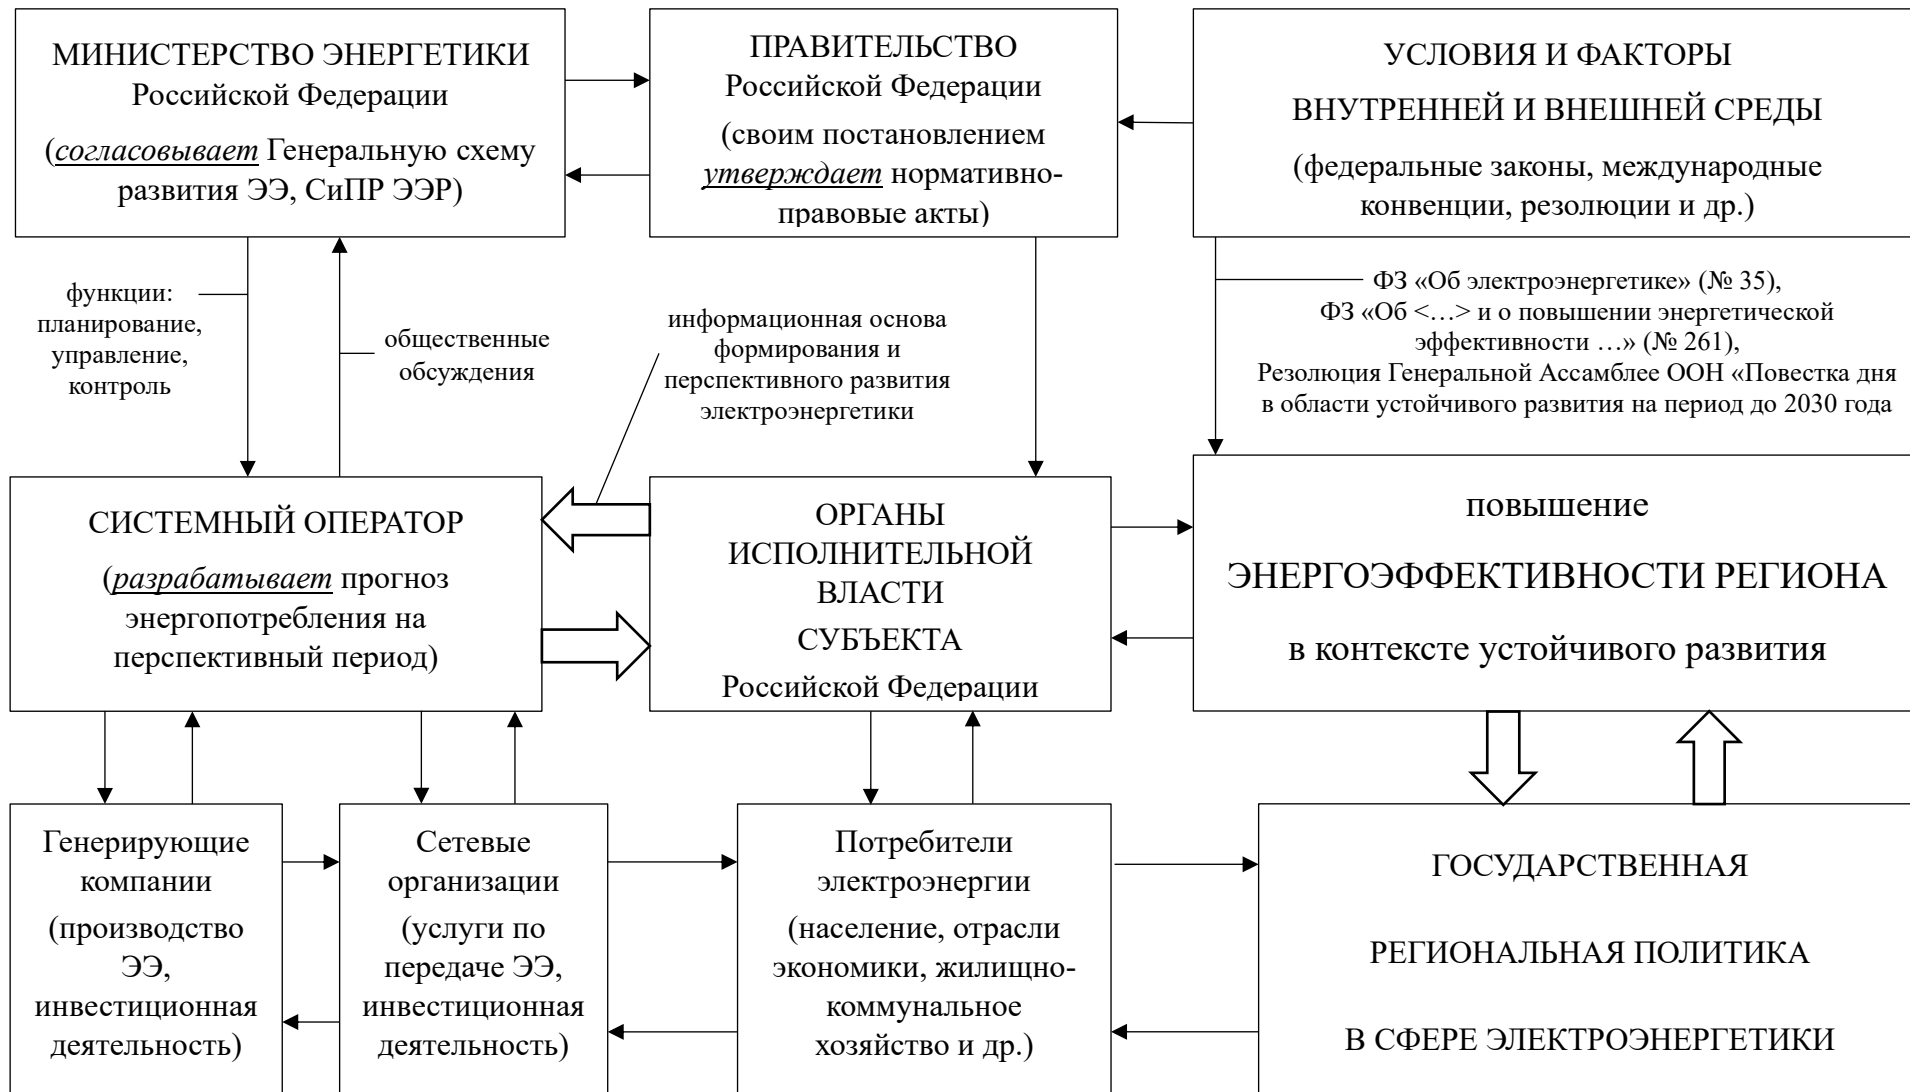 МИНИСТЕРСТВО ЭНЕРГЕТИКИ
Российской Федерации
(согласовывает Генеральную схему
развития ЭЭ, СиПР ЭЭР)
ПРАВИТЕЛЬСТВО
Российской Федерации
(своим постановлением
утверждает нормативно-
правовые акты)
УСЛОВИЯ И ФАКТОРЫ
ВНУТРЕННЕЙ И ВНЕШНЕЙ СРЕДЫ
(федеральные законы, международные
конвенции, резолюции и др.)
функции:
планирование,
управление,
контроль
общественные
обсуждения
информационная основа
формирования и
перспективного развития
электроэнергетики
ФЗ «Об электроэнергетике» (№ 35),
ФЗ «Об <…> и о повышении энергетической
эффективности …» (№ 261),
Резолюция Генеральной Ассамблее ООН «Повестка дня
в области устойчивого развития на период до 2030 года
СИСТЕМНЫЙ ОПЕРАТОР
(разрабатывает прогноз
энергопотребления на
перспективный период)
ОРГАНЫ
ИСПОЛНИТЕЛЬНОЙ
ВЛАСТИ
СУБЪЕКТА
Российской Федерации
повышение
ЭНЕРГОЭФФЕКТИВНОСТИ РЕГИОНА
в контексте устойчивого развития
Генерирующие
компании
(производство
ЭЭ,
инвестиционная
деятельность)
Сетевые
организации
(услуги по
передаче ЭЭ,
инвестиционная
деятельность)
Потребители
электроэнергии
(население, отрасли
экономики, жилищно-
коммунальное
хозяйство и др.)
ГОСУДАРСТВЕННАЯ
РЕГИОНАЛЬНАЯ ПОЛИТИКА
В СФЕРЕ ЭЛЕКТРОЭНЕРГЕТИКИ